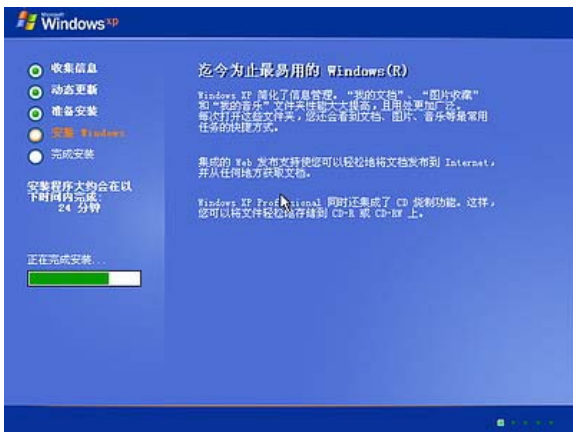 Microsoft
Windows xp
收集信息
动态更新
准备安装
安装 Windows
完成安装
安装程序大约会在以
下时间内完成:
24 分钟
正在完成安装...
迄今为止最易用的 Windows(R)
Windows XP 简化了信息管理。“我的文档”、“图片收藏”
和“我的音乐”文件夹性能大大提高，且用处更加广泛。
每次打开这些文件夹，您还会看到文档、图片、音乐等最常用
任务的快捷方式。
集成的 Web 发布支持使您可以轻松地将文档发布到 Internet，
并从任何地方获取文档。
Windows XP Professional 同时还集成了 CD 烧制功能。这样，
您可以将文件轻松地存储到 CD-R 或 CD-RW 上。